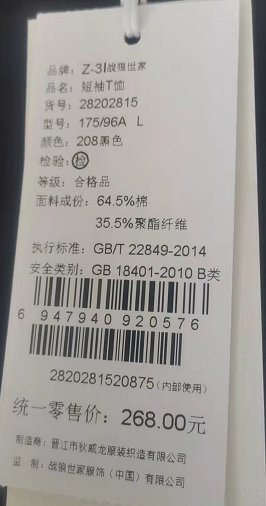 品牌：Z-3I战狼世家
品名：短袖T恤
货号：28202815
型号：175/96A L
颜色：208黑色
检验：检
等级：合格品
面料成份：64.5%棉
35.5%聚酯纤维
执行标准：GB/T 22849-2014
安全类别：GB 18401-2010 B类
6 947940 920576
2820281520875(内部使用)
统一零售价：268.00元
制造商：晋江市狄威龙服装织造有限公司
监 制：战狼世家服饰（中国）有限公司